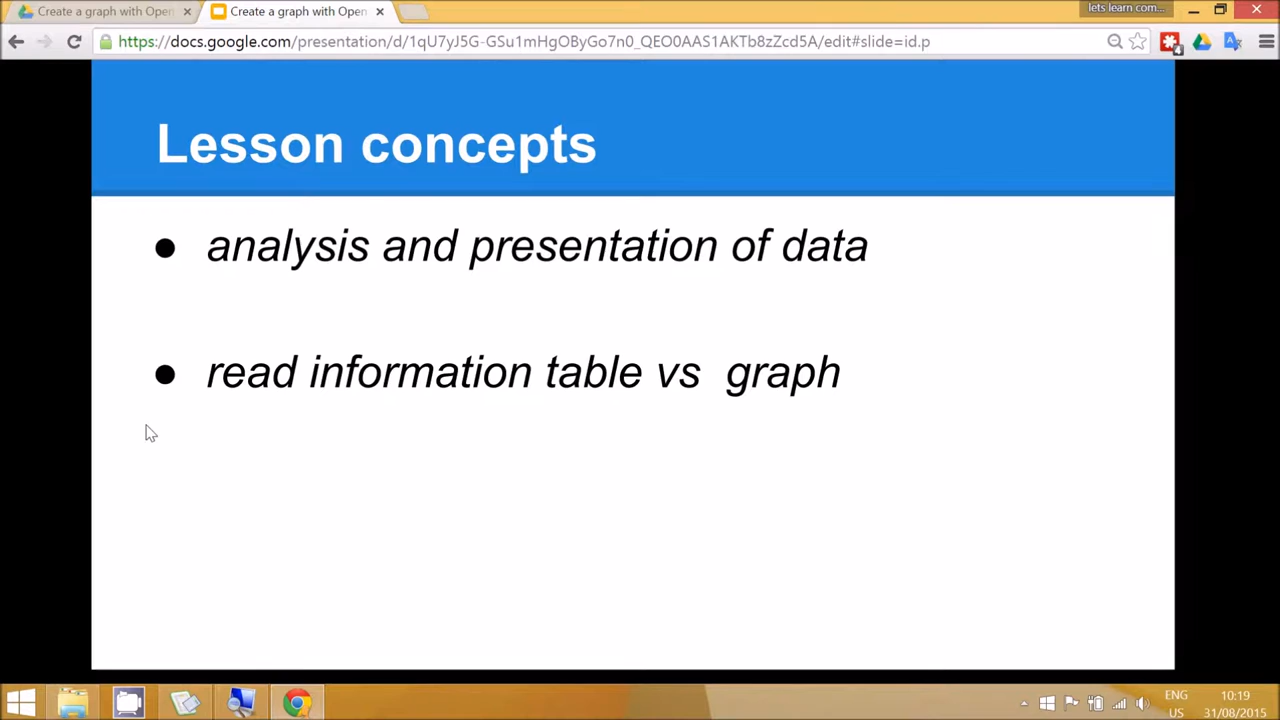 Create a graph with Open
Create a graph with Open
lets learn com...
https://docs.google.com/presentation/d/1qU7yJ5G-GSu1mHgOByGo7n0_QEO0AAS1AKTb8zZcd5A/edit#slide=id.p
4
Lesson concepts
● analysis and presentation of data
● read information table vs graph
ENG
US
10:19
31/08/2015